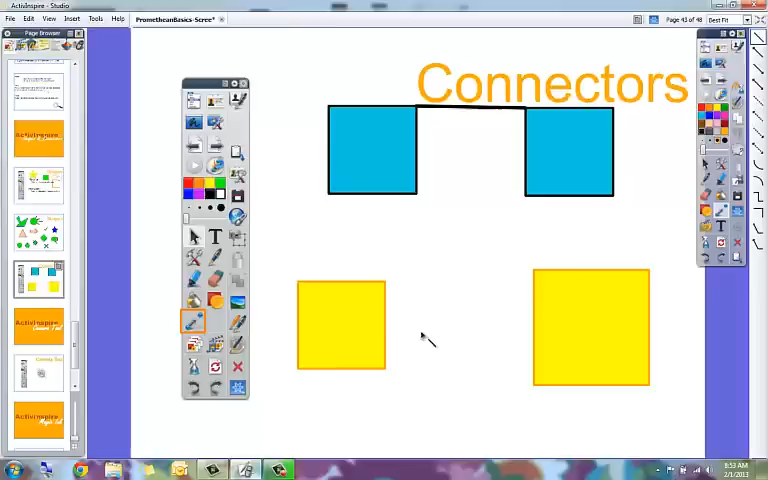 ActivInspire - Studio
File Edit View Insert Tools Help
PrometheanBasics-Scree*
Page 43 of 48
Best Fit
Page Browser
Connectors
8:53 AM
2/1/2013